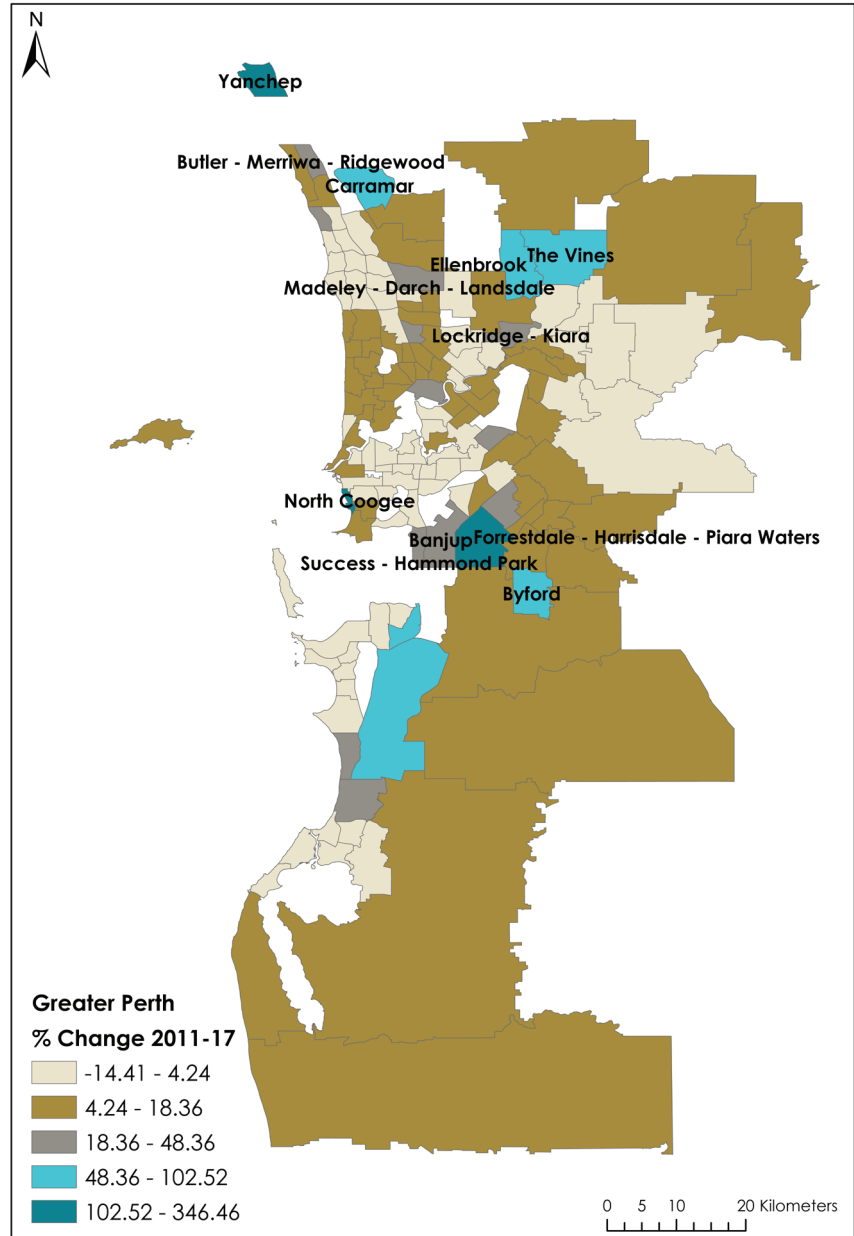 N
Yanchep
Butler - Merriwa - Ridgewood
Carramar
The Vines
Ellenbrook
Madeley - Darch - Landsdale
Lockridge - Kiara
North Coogee
Forrestdale - Harrisdale - Piara Waters
Banjup
Success - Hammond Park
Byford
Greater Perth
% Change 2011-17
-14.41 - 4.24
4.24 - 18.36
18.36 - 48.36
48.36 - 102.52
102.52 - 346.46
0 5 10 20 Kilometers